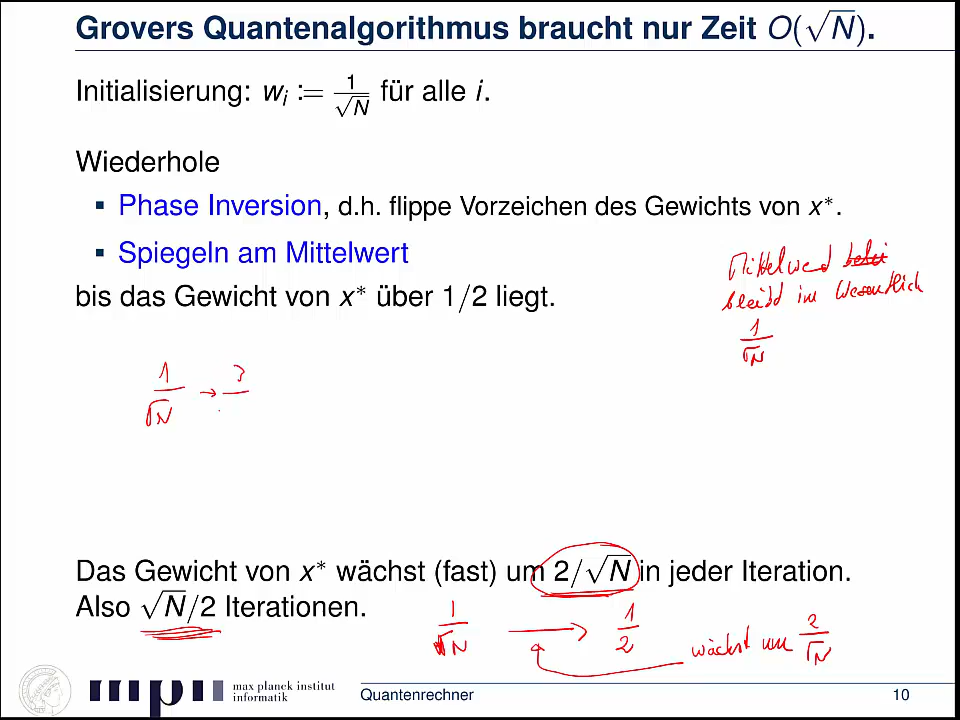 Grovers Quantenalgorithmus braucht nur Zeit O(√N).
Initialisierung: wᵢ := 1/√N für alle i.
Wiederhole
▪ Phase Inversion, d.h. flippe Vorzeichen des Gewichts von x*.
▪ Spiegeln am Mittelwert
Mittelwert
bis das Gewicht von x* über 1/2 liegt.
bleibt im Wesentlich
1/√N
1/√N → 3
Das Gewicht von x* wächst (fast) um 2/√N in jeder Iteration.
Also √N/2 Iterationen.
1/√N → 1/2 wächst um 2/√N
max planck institut
informatik
Quantenrechner
10